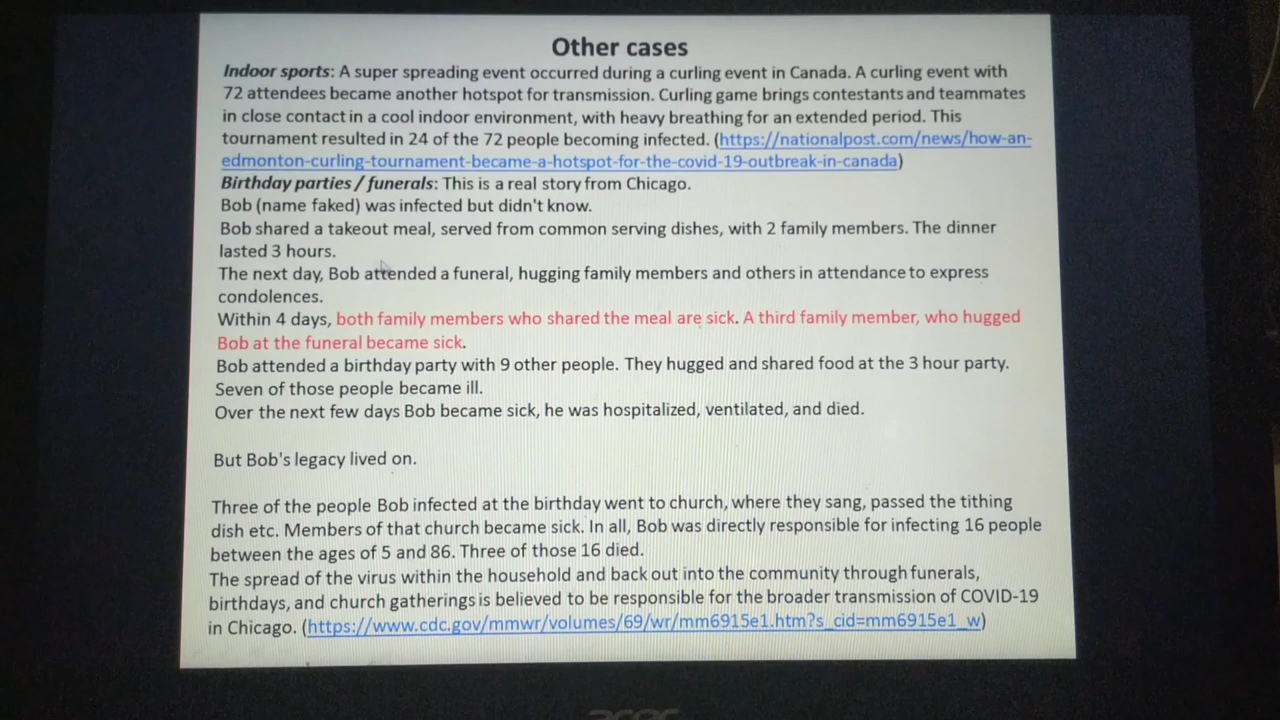 Other cases
Indoor sports: A super spreading event occurred during a curling event in Canada. A curling event with
72 attendees became another hotspot for transmission. Curling game brings contestants and teammates
in close contact in a cool indoor environment, with heavy breathing for an extended period. This
tournament resulted in 24 of the 72 people becoming infected. (https://nationalpost.com/news/how-an-
edmonton-curling-tournament-became-a-hotspot-for-the-covid-19-outbreak-in-canada)
Birthday parties / funerals: This is a real story from Chicago.
Bob (name faked) was infected but didn't know.
Bob shared a takeout meal, served from common serving dishes, with 2 family members. The dinner
lasted 3 hours.
The next day, Bob attended a funeral, hugging family members and others in attendance to express
condolences.
Within 4 days, both family members who shared the meal are sick. A third family member, who hugged
Bob at the funeral became sick.
Bob attended a birthday party with 9 other people. They hugged and shared food at the 3 hour party.
Seven of those people became ill.
Over the next few days Bob became sick, he was hospitalized, ventilated, and died.
But Bob's legacy lived on.
Three of the people Bob infected at the birthday went to church, where they sang, passed the tithing
dish etc. Members of that church became sick. In all, Bob was directly responsible for infecting 16 people
between the ages of 5 and 86. Three of those 16 died.
The spread of the virus within the household and back out into the community through funerals,
birthdays, and church gatherings is believed to be responsible for the broader transmission of COVID-19
in Chicago. (https://www.cdc.gov/mmwr/volumes/69/wr/mm6915e1.htm?s_cid=mm6915e1_w)
acer